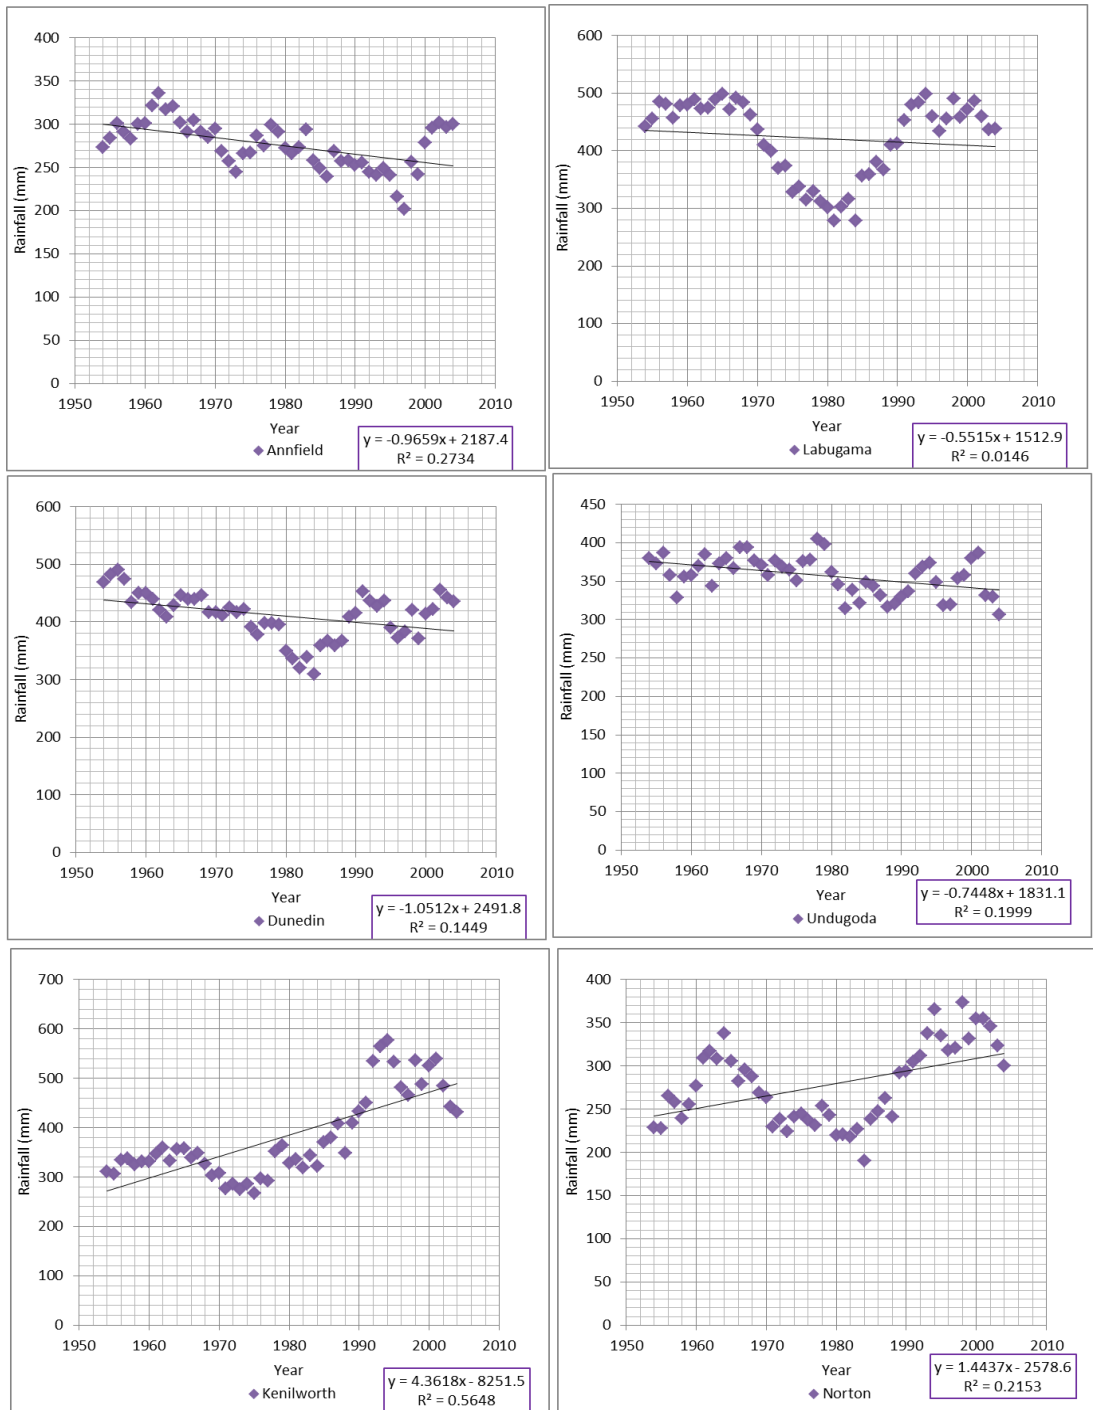 400
350
300
250
200
150
100
50
0
Rainfall (mm)
1950 1960 1970 1980 1990 2000 2010
Year
Annfield
y = -0.9659x + 2187.4
R² = 0.2734
600
500
400
300
200
100
0
Rainfall (mm)
1950 1960 1970 1980 1990 2000 2010
Year
Labugama
y = -0.5515x + 1512.9
R² = 0.0146
600
500
400
300
200
100
0
Rainfall (mm)
1950 1960 1970 1980 1990 2000 2010
Year
Dunedin
y = -1.0512x + 2491.8
R² = 0.1449
450
400
350
300
250
200
150
100
50
0
Rainfall (mm)
1950 1960 1970 1980 1990 2000 2010
Year
Undugoda
y = -0.7448x + 1831.1
R² = 0.1999
700
600
500
400
300
200
100
0
Rainfall (mm)
1950 1960 1970 1980 1990 2000 2010
Year
Kenilworth
y = 4.3618x - 8251.5
R² = 0.5648
400
350
300
250
200
150
100
50
0
Rainfall (mm)
1950 1960 1970 1980 1990 2000 2010
Year
Norton
y = 1.4437x - 2578.6
R² = 0.2153